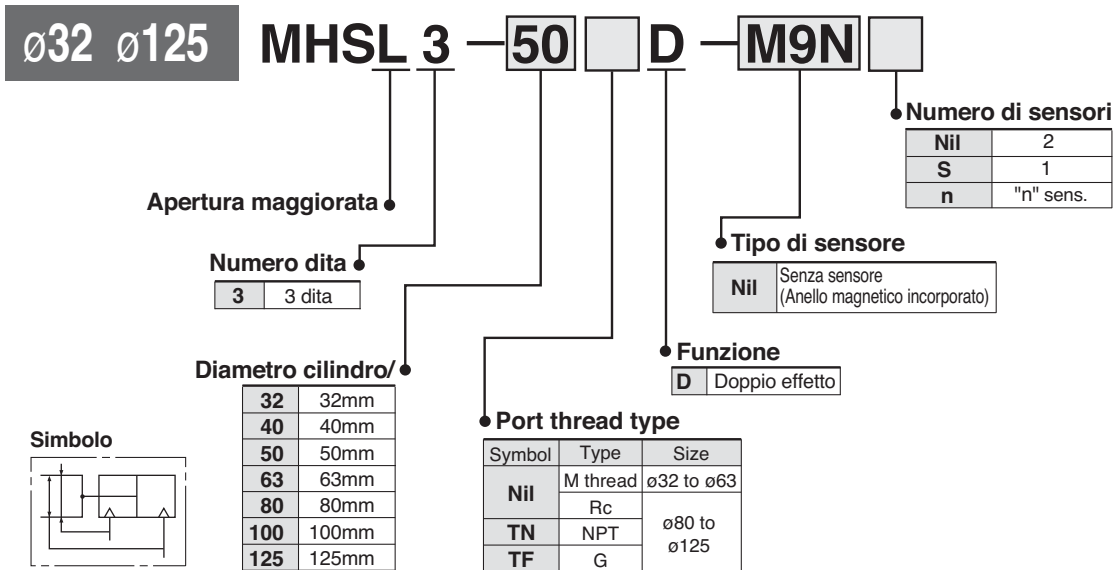 ø32 ø125
MHSL 3 — 50 D — M9N
Numero di sensori
Nil 2
S 1
n "n" sens.
Apertura maggiorata
Tipo di sensore
Nil Senza sensore
(Anello magnetico incorporato)
Numero dita
3 3 dita
Funzione
D Doppio effetto
Diametro cilindro/
32 32mm
40 40mm
50 50mm
63 63mm
80 80mm
100 100mm
125 125mm
Port thread type
Symbol Type Size
Nil M thread ø32 to ø63
Rc ø80 to ø125
TN NPT
TF G
Simbolo